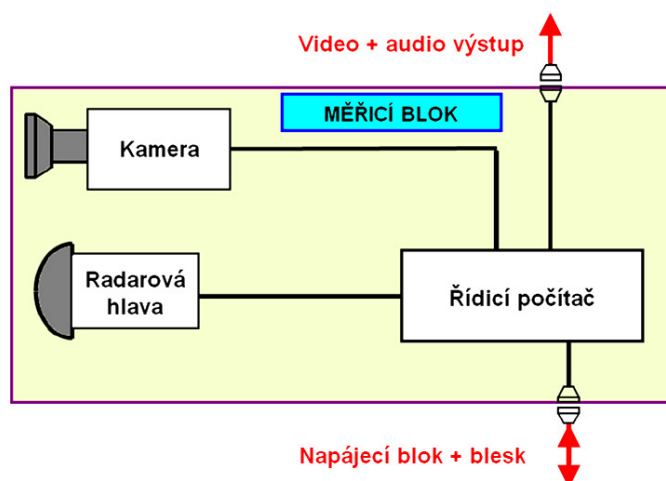 Video + audio výstup
MĚŘICÍ BLOK
Kamera
Radarová
hlava
Řídicí počítač
Napájecí blok + blesk